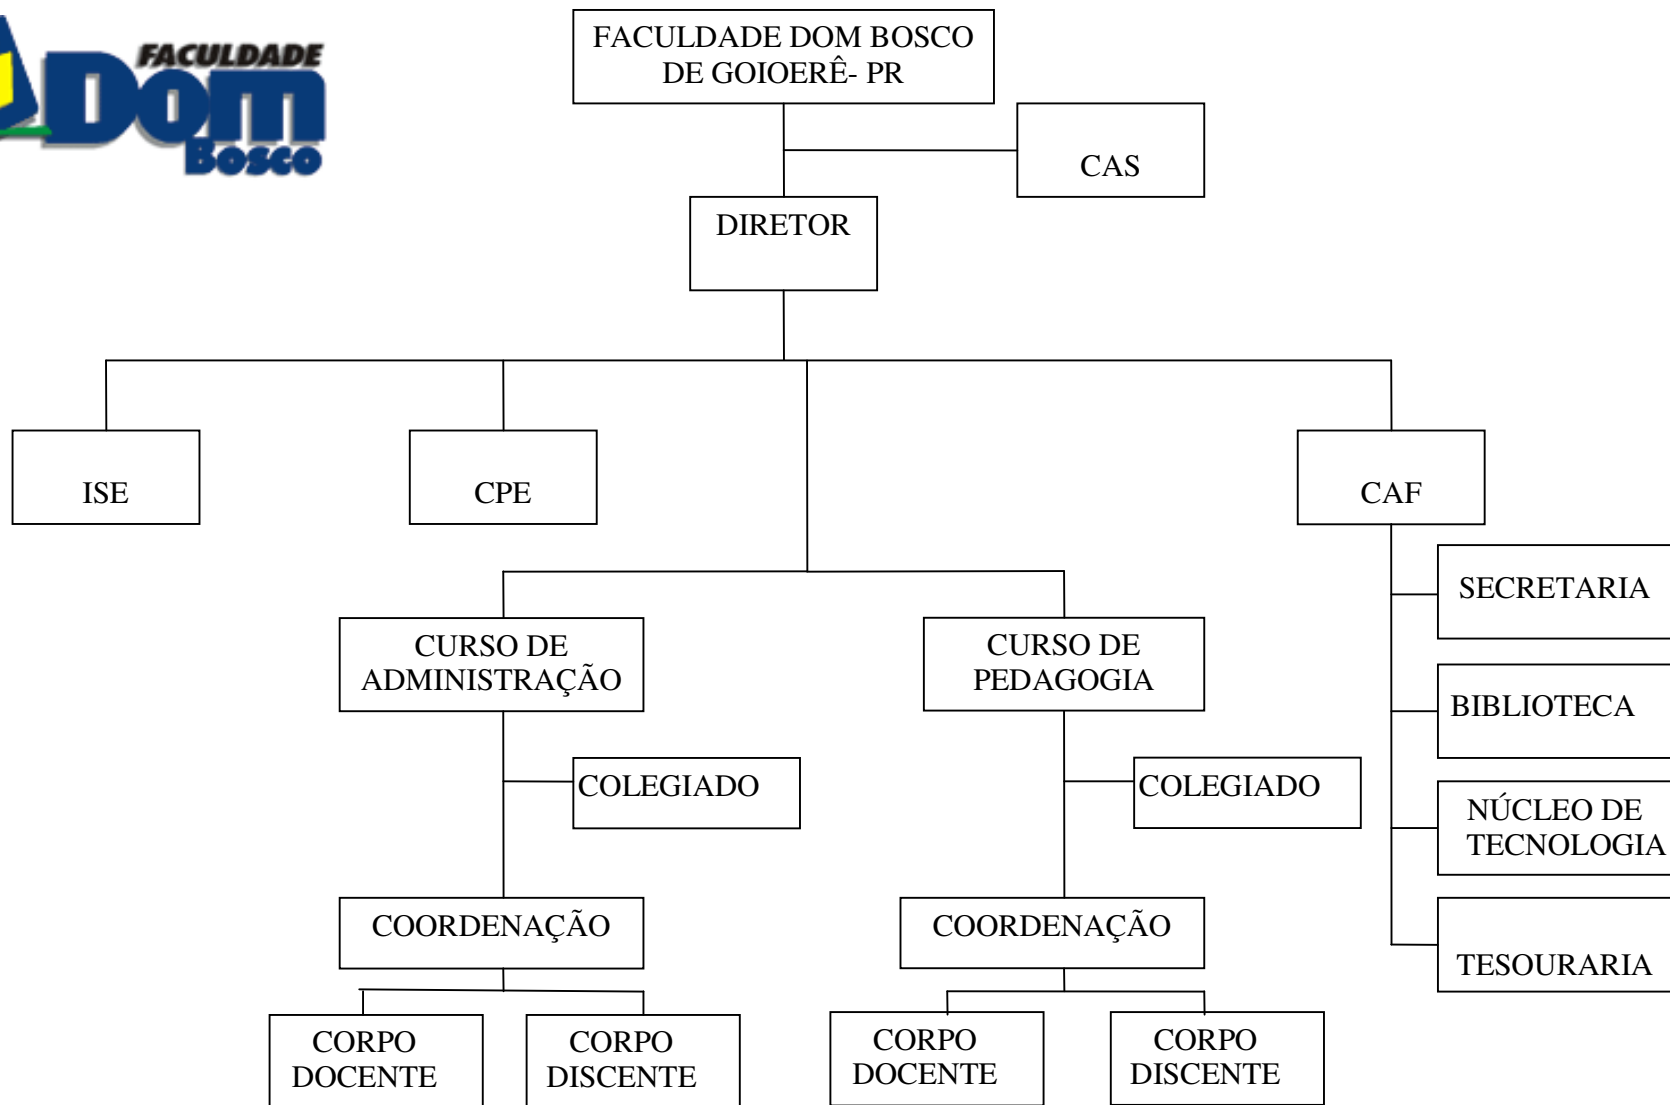 FACULDADE
Dom
Bosco
FACULDADE DOM BOSCO
DE GOIOERÊ- PR
CAS
DIRETOR
ISE
CPE
CAF
SECRETARIA
CURSO DE
ADMINISTRAÇÃO
CURSO DE
PEDAGOGIA
BIBLIOTECA
COLEGIADO
COLEGIADO
NÚCLEO DE
TECNOLOGIA
COORDENAÇÃO
COORDENAÇÃO
TESOURARIA
CORPO
DOCENTE
CORPO
DISCENTE
CORPO
DOCENTE
CORPO
DISCENTE